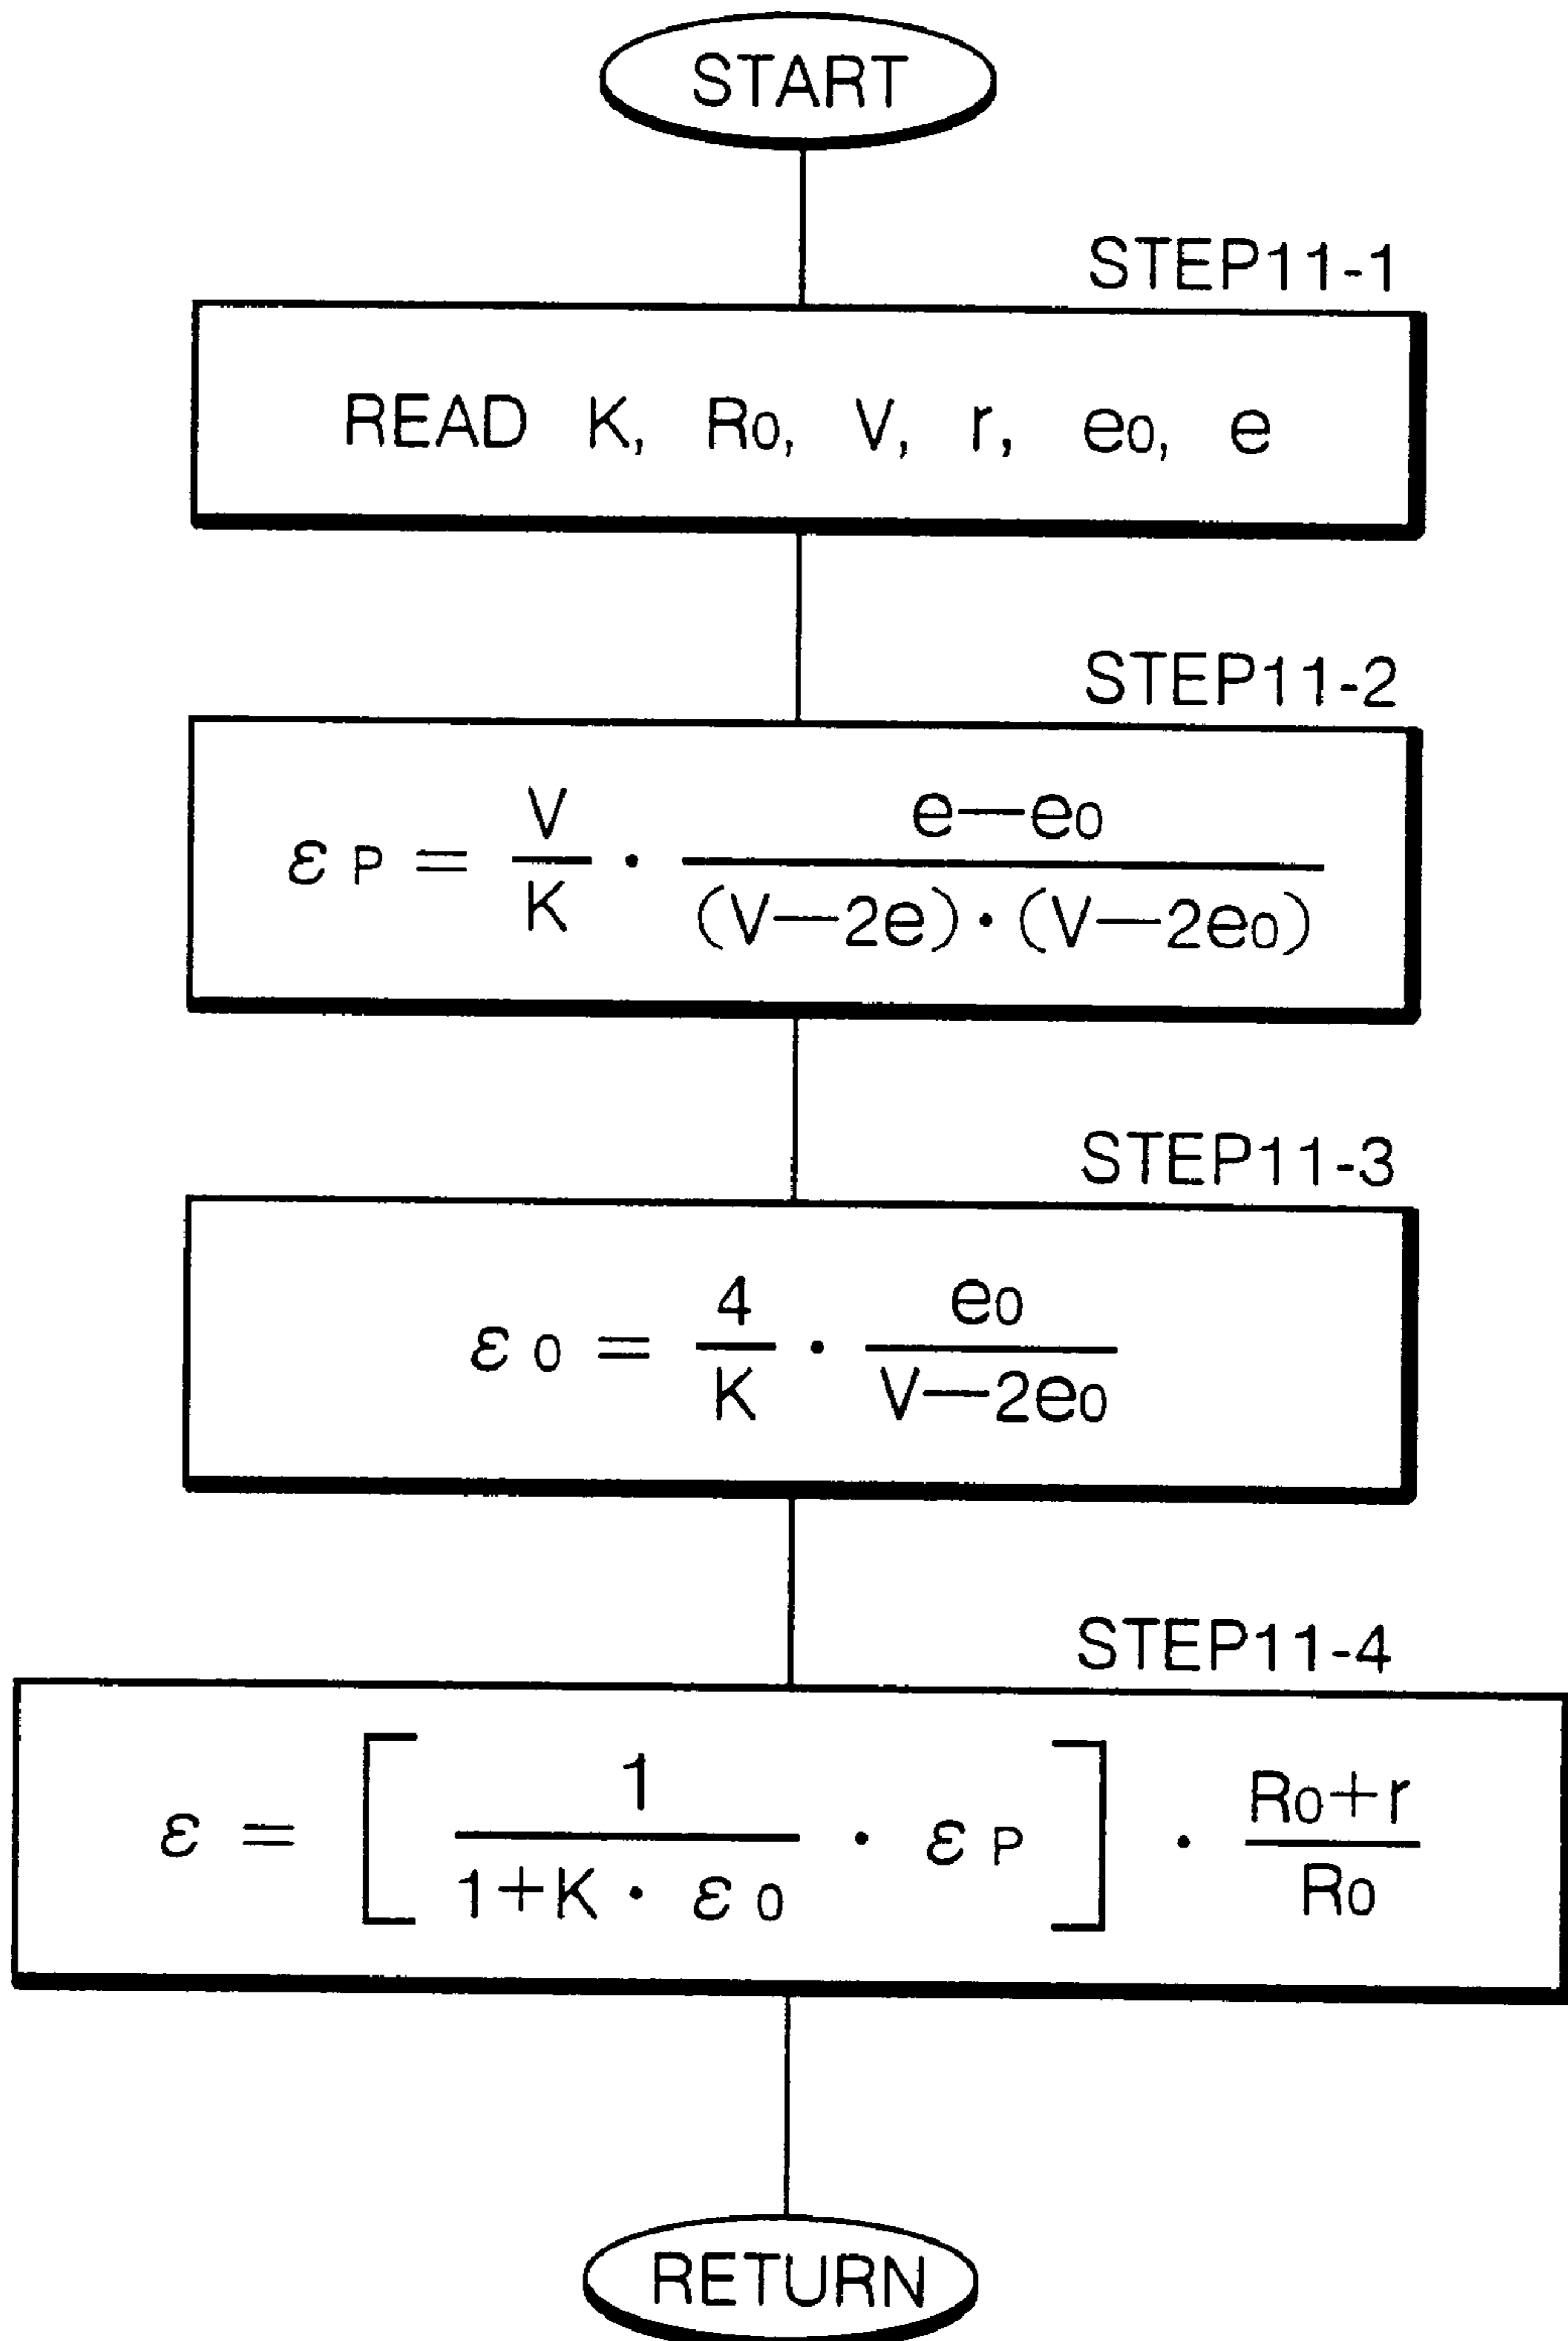 START
STEP11-1
READ K, R₀, V, r, e₀, e
STEP11-2
εP = V/K · (e—e₀)/((V—2e)·(V—2e₀))
STEP11-3
ε₀ = 4/K · e₀/(V—2e₀)
STEP11-4
ε = [1/(1+K · ε₀) · εP] · (R₀+r)/R₀
RETURN